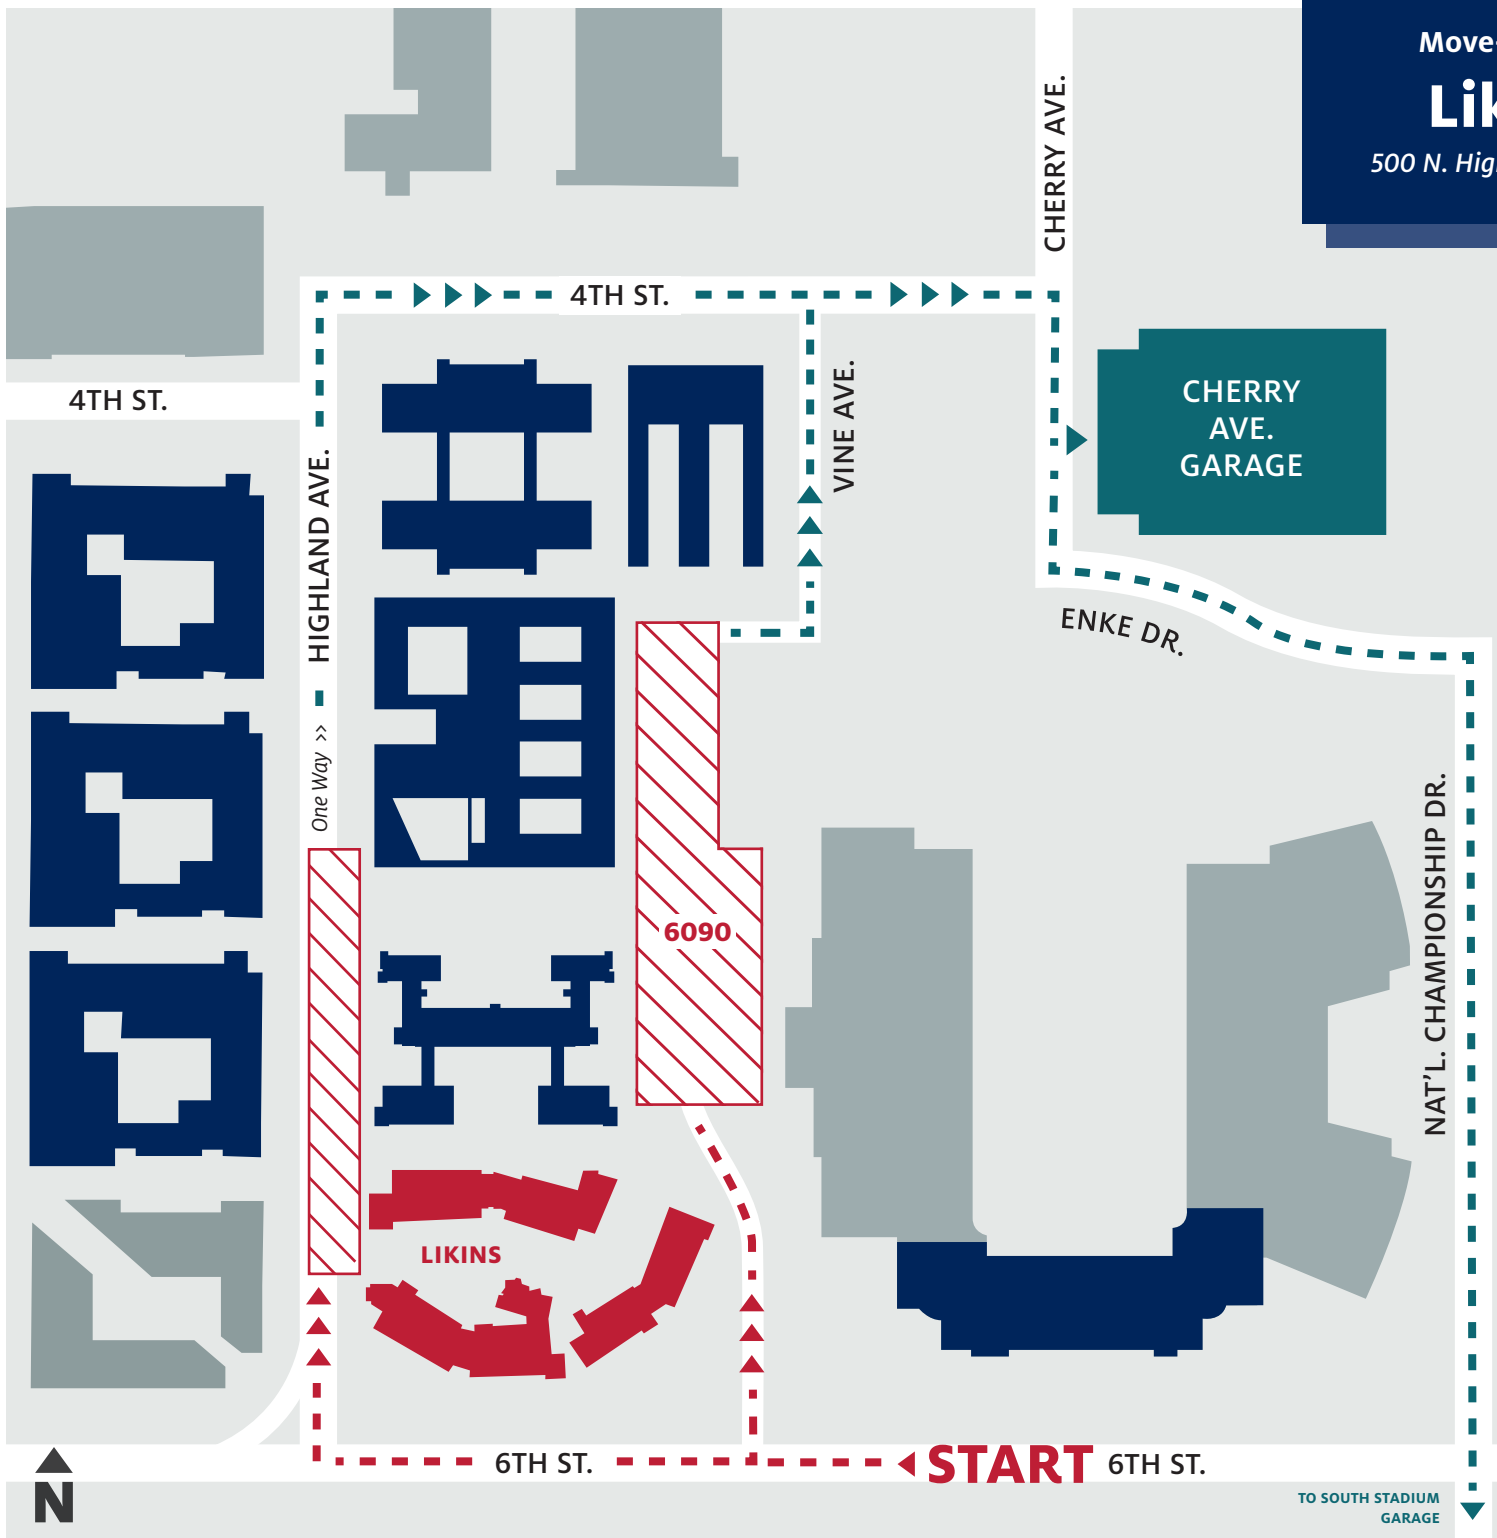 Move-
Lik
500 N. Hig
CHERRY AVE.
4TH ST.
4TH ST.
VINE AVE.
CHERRY
AVE.
GARAGE
HIGHLAND AVE.
One Way >>
ENKE DR.
NAT'L. CHAMPIONSHIP DR.
6090
LIKINS
6TH ST.
START
6TH ST.
N
TO SOUTH STADIUM
GARAGE